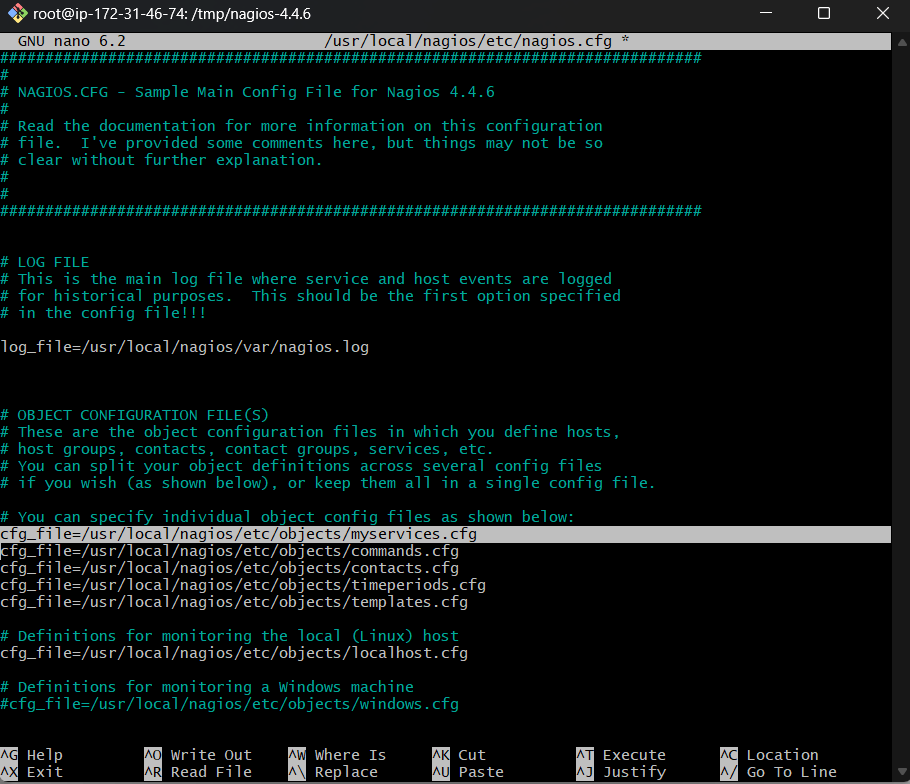 root@ip-172-31-46-74: /tmp/nagios-4.4.6
GNU nano 6.2 /usr/local/nagios/etc/nagios.cfg *
##############################################################################
#
# NAGIOS.CFG - Sample Main Config File for Nagios 4.4.6
#
# Read the documentation for more information on this configuration
# file.  I've provided some comments here, but things may not be so
# clear without further explanation.
#
#
##############################################################################
# LOG FILE
# This is the main log file where service and host events are logged
# for historical purposes.  This should be the first option specified
# in the config file!!!
log_file=/usr/local/nagios/var/nagios.log
# OBJECT CONFIGURATION FILE(S)
# These are the object configuration files in which you define hosts,
# host groups, contacts, contact groups, services, etc.
# You can split your object definitions across several config files
# if you wish (as shown below), or keep them all in a single config file.
# You can specify individual object config files as shown below:
cfg_file=/usr/local/nagios/etc/objects/myservices.cfg
cfg_file=/usr/local/nagios/etc/objects/commands.cfg
cfg_file=/usr/local/nagios/etc/objects/contacts.cfg
cfg_file=/usr/local/nagios/etc/objects/timeperiods.cfg
cfg_file=/usr/local/nagios/etc/objects/templates.cfg
# Definitions for monitoring the local (Linux) host
cfg_file=/usr/local/nagios/etc/objects/localhost.cfg
# Definitions for monitoring a Windows machine
#cfg_file=/usr/local/nagios/etc/objects/windows.cfg
^G Help ^O Write Out ^W Where Is ^K Cut ^T Execute ^C Location
^X Exit ^R Read File ^\ Replace ^U Paste ^J Justify ^/ Go To Line